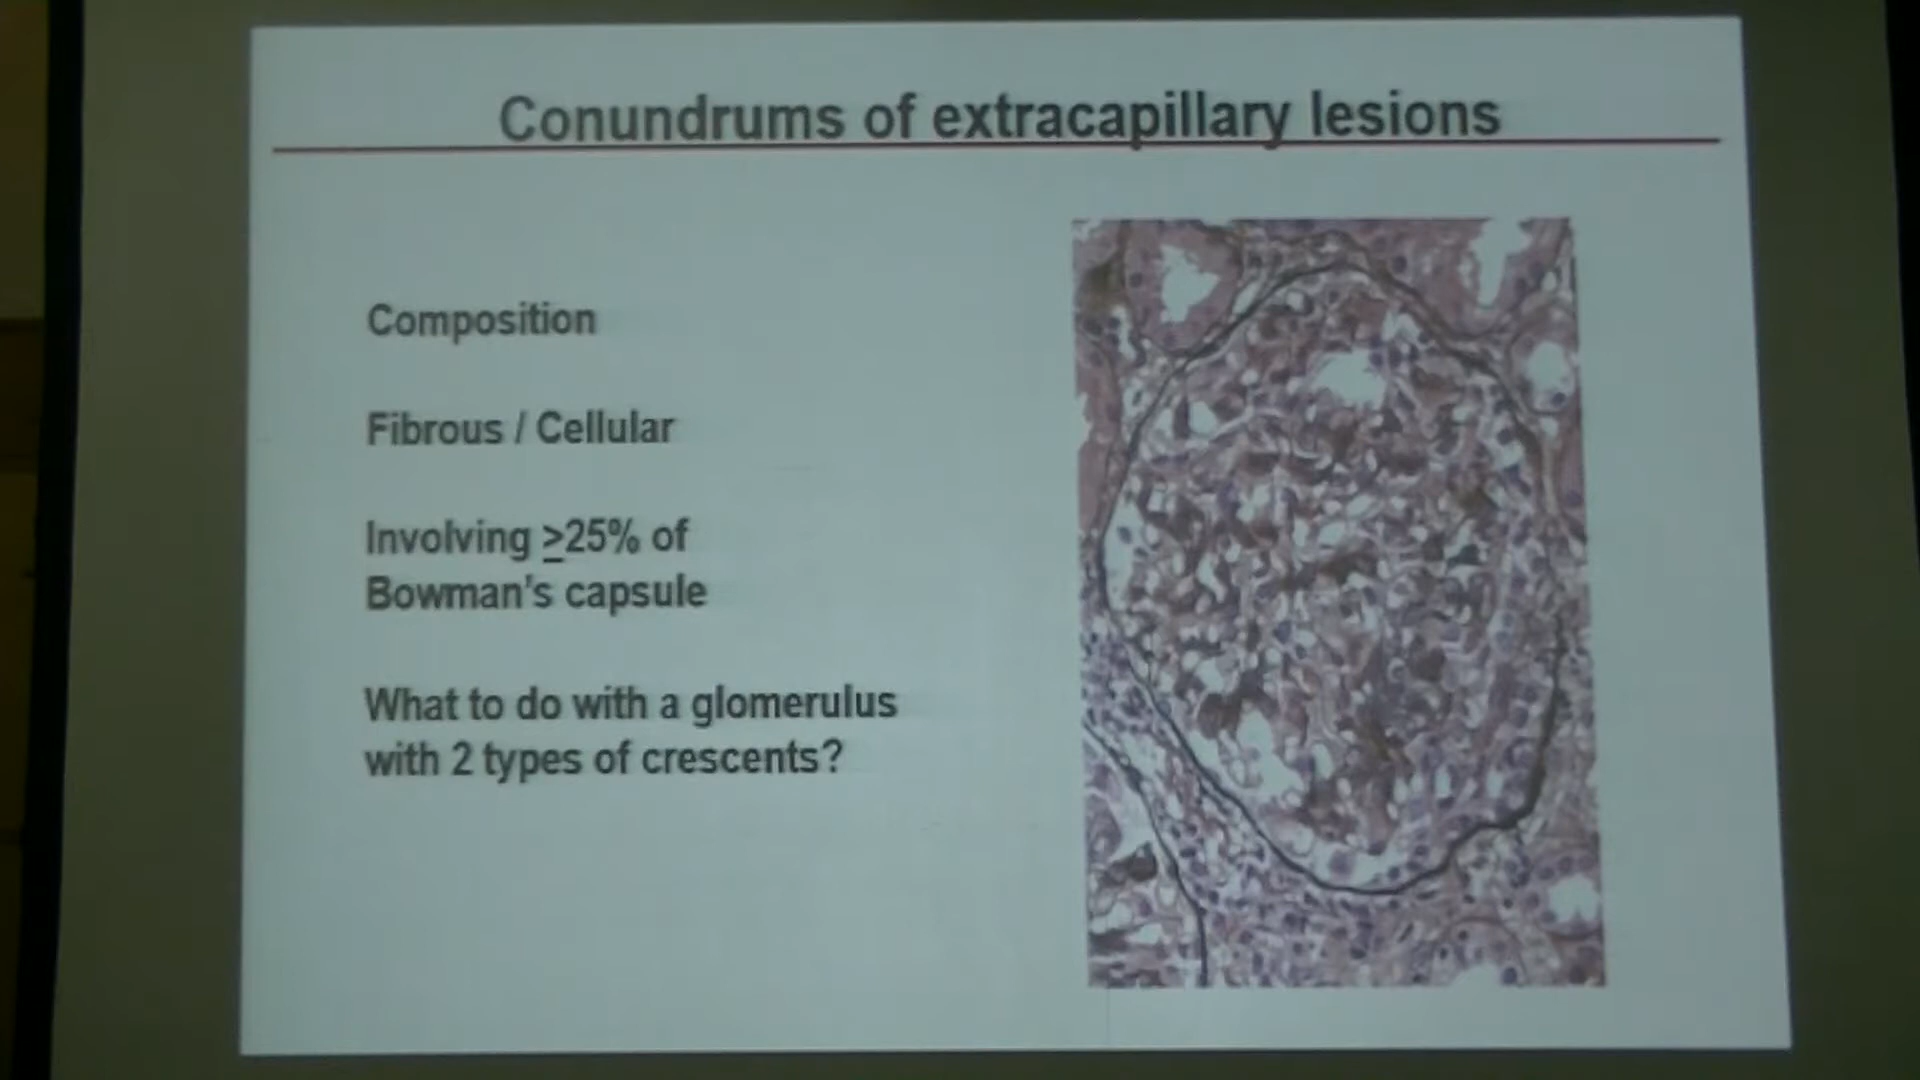 Conundrums of extracapillary lesions
Composition
Fibrous / Cellular
Involving ≥25% of
Bowman's capsule
What to do with a glomerulus
with 2 types of crescents?